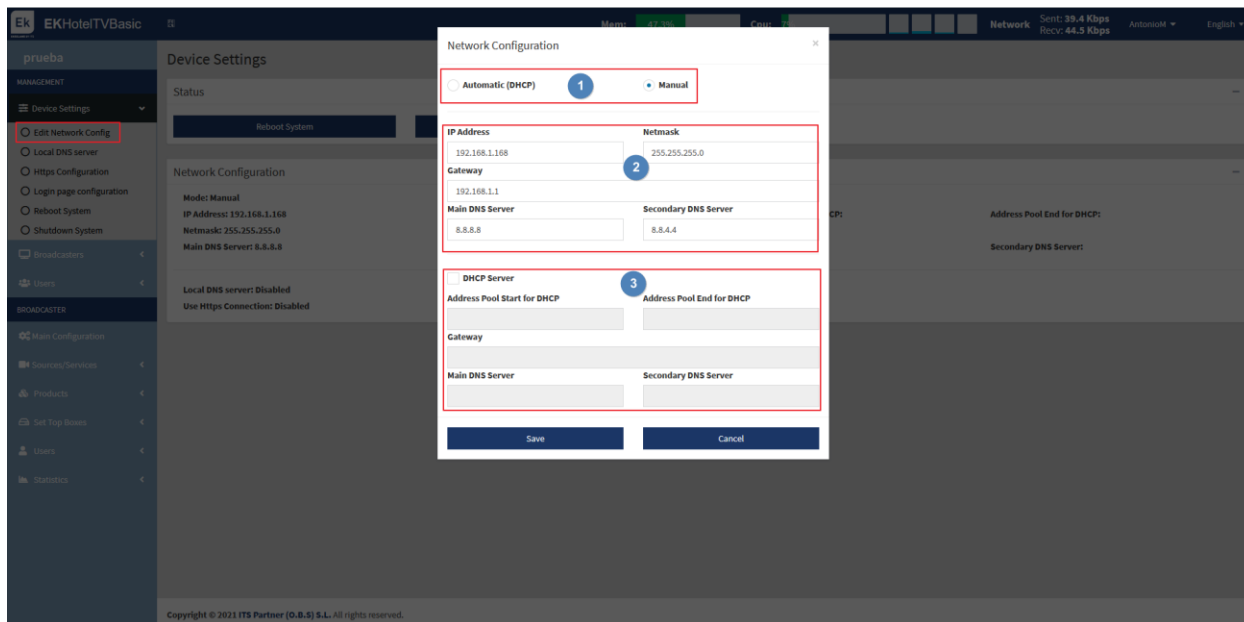 Ek EKHotelTVBasic
Mem: 47.3% Cpu: Network Sent: 39.4 Kbps AntonioM English
Recv: 44.5 Kbps
prueba
MANAGEMENT
Device Settings
Edit Network Config
Local DNS server
Https Configuration
Login page configuration
Reboot System
Shutdown System
Broadcasters
Users
BROADCASTER
Main Configuration
Sources/Services
Products
Set Top Boxes
Users
Statistics
Device Settings
Status
Reboot System
Network Configuration
Mode: Manual
IP Address: 192.168.1.168 CP: Address Pool End for DHCP:
Netmask: 255.255.255.0
Main DNS Server: 8.8.8.8 Secondary DNS Server:
Local DNS server: Disabled
Use Https Connection: Disabled
Network Configuration ×
Automatic (DHCP) 1 Manual
IP Address Netmask
192.168.1.168 255.255.255.0
2
Gateway
192.168.1.1
Main DNS Server Secondary DNS Server
8.8.8.8 8.8.4.4
DHCP Server 3
Address Pool Start for DHCP Address Pool End for DHCP
Gateway
Main DNS Server Secondary DNS Server
Save Cancel
Copyright © 2021 ITS Partner (O.B.S) S.L. All rights reserved.